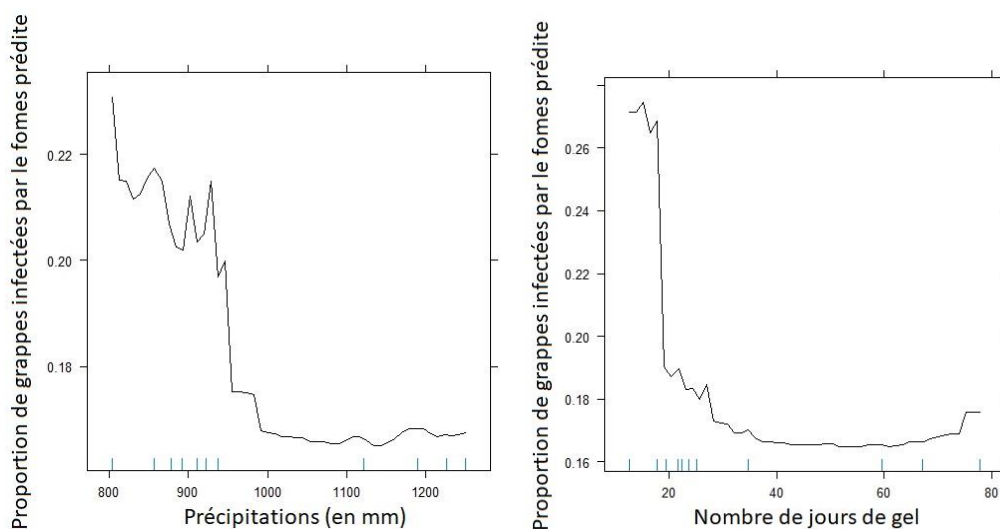 Proportion de grappes infectées par le fomes prédite
0.22
0.20
0.18
800 900 1000 1100 1200
Précipitations (en mm)
Proportion de grappes infectées par le fomes prédite
0.26
0.24
0.22
0.20
0.18
0.16
20 40 60 80
Nombre de jours de gel